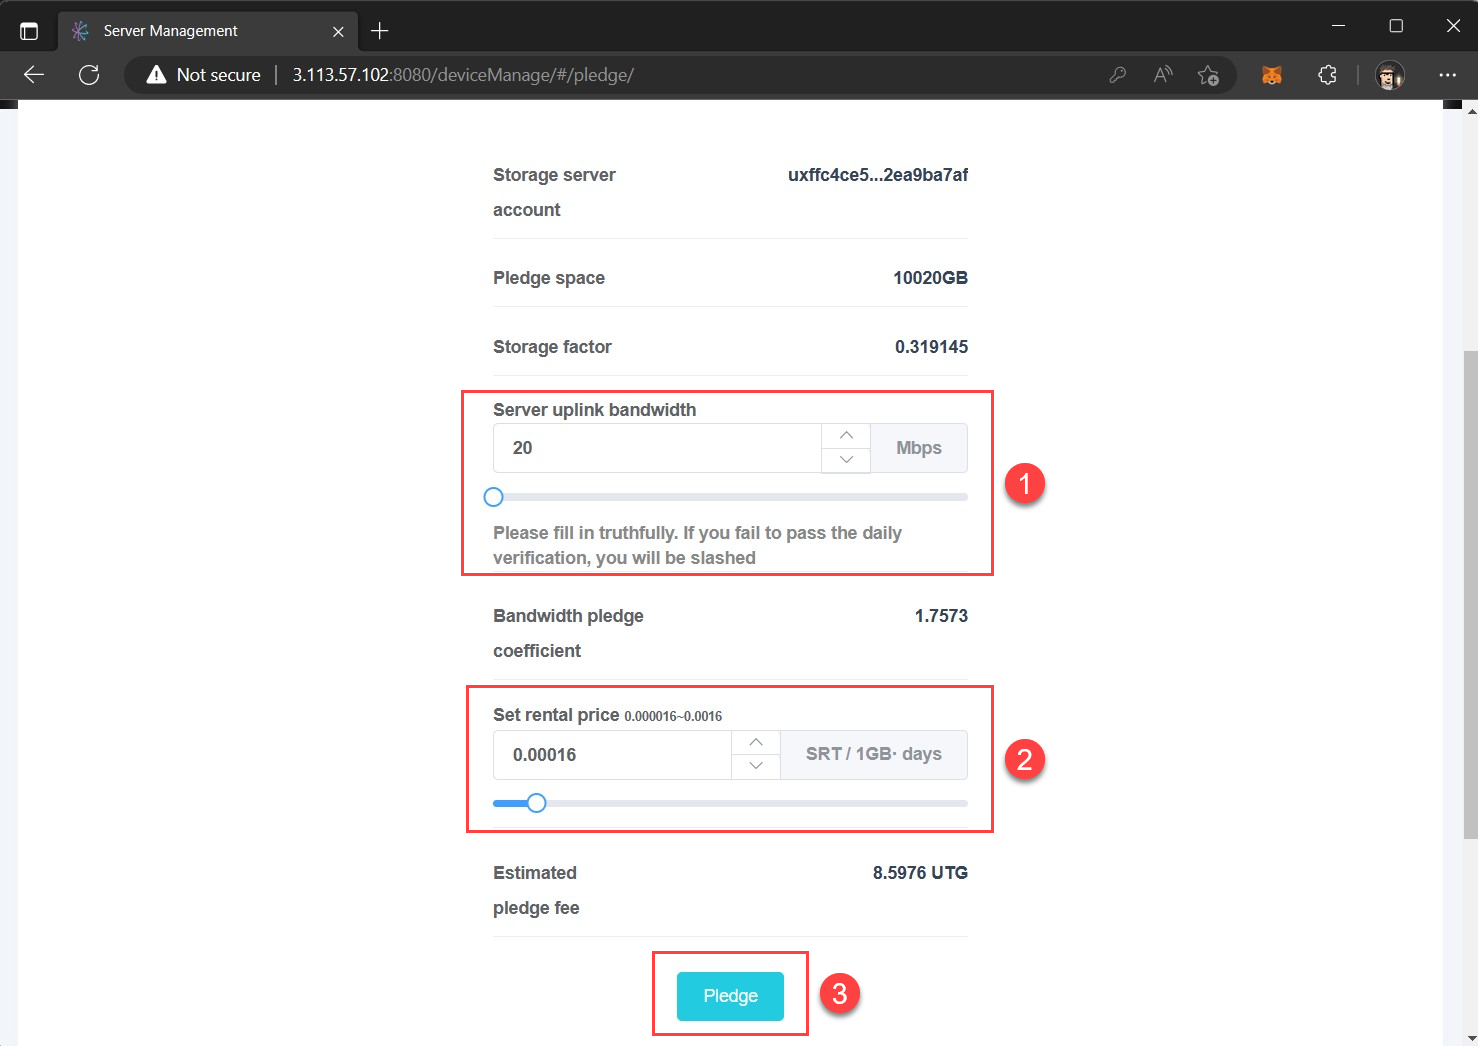 Server Management
Not secure
3.113.57.102:8080/deviceManage/#/pledge/
Storage server uxffc4ce5...2ea9ba7af
account
Pledge space 10020GB
Storage factor 0.319145
Server uplink bandwidth
20 Mbps
1
Please fill in truthfully. If you fail to pass the daily
verification, you will be slashed
Bandwidth pledge 1.7573
coefficient
Set rental price 0.000016~0.0016
0.00016 SRT / 1GB· days
2
Estimated 8.5976 UTG
pledge fee
Pledge
3